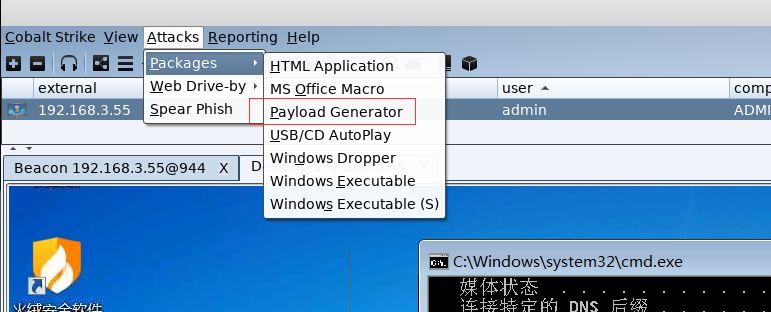 Cobalt Strike View Attacks Reporting Help
Packages
Web Drive-by
Spear Phish
HTML Application
MS Office Macro
Payload Generator
USB/CD AutoPlay
Windows Dropper
Windows Executable
Windows Executable (S)
external user comp
192.168.3.55 admin ADMI
Beacon 192.168.3.55@944 X X
C:\Windows\system32\cmd.exe
媒体状态 . . . . . . . . . . . .
连接特定的 DNS 后缀 . . . . . . .
火绒安全软件